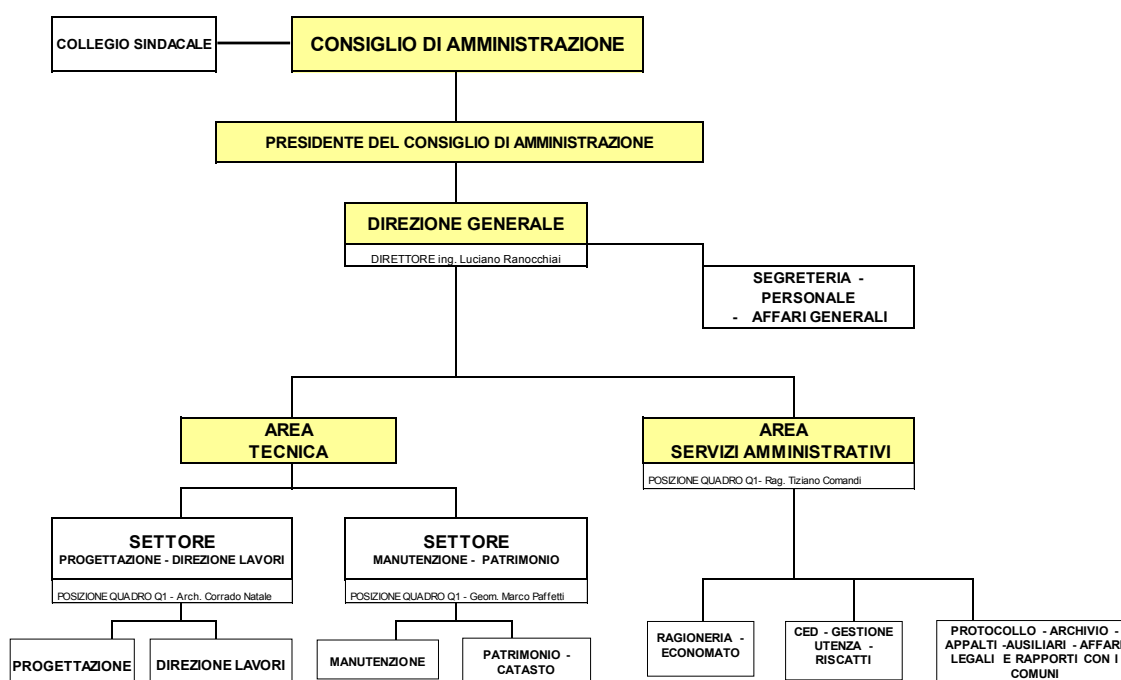 COLLEGIO SINDACALE
CONSIGLIO DI AMMINISTRAZIONE
PRESIDENTE DEL CONSIGLIO DI AMMINISTRAZIONE
DIREZIONE GENERALE
DIRETTORE ing. Luciano Ranocchiai
SEGRETERIA -
PERSONALE
- AFFARI GENERALI
AREA
TECNICA
AREA
SERVIZI AMMINISTRATIVI
POSIZIONE QUADRO Q1- Rag. Tiziano Comandi
SETTORE
PROGETTAZIONE - DIREZIONE LAVORI
POSIZIONE QUADRO Q1 - Arch. Corrado Natale
SETTORE
MANUTENZIONE - PATRIMONIO
POSIZIONE QUADRO Q1 - Geom. Marco Paffetti
PROGETTAZIONE
DIREZIONE LAVORI
MANUTENZIONE
PATRIMONIO -
CATASTO
RAGIONERIA -
ECONOMATO
CED - GESTIONE
UTENZA -
RISCATTI
PROTOCOLLO - ARCHIVIO -
APPALTI -AUSILIARI - AFFARI
LEGALI E RAPPORTI CON I
COMUNI